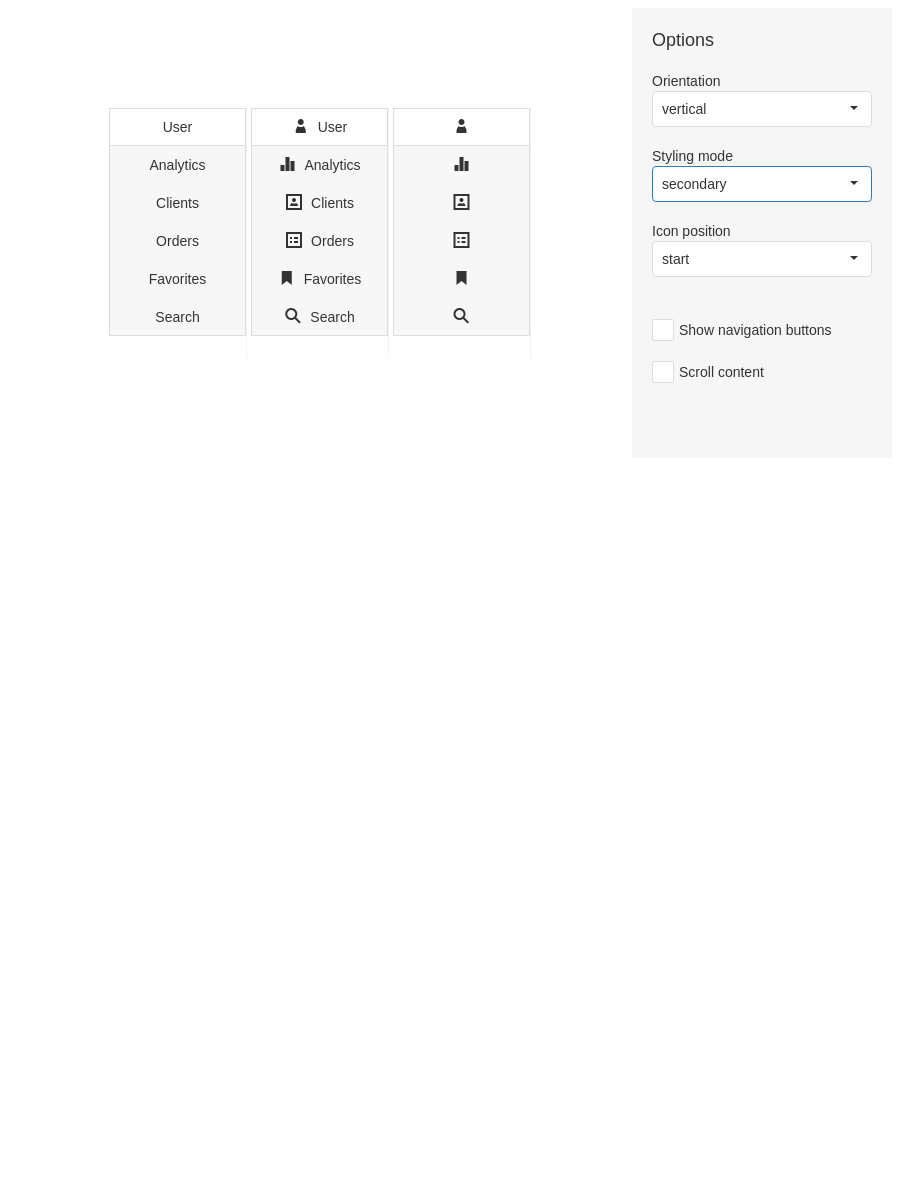 User
Analytics
Clients
Orders
Favorites
Search
User
Analytics
Clients
Orders
Favorites
Search
Options
Orientation
vertical
Styling mode
secondary
Icon position
start
Show navigation buttons
Scroll content